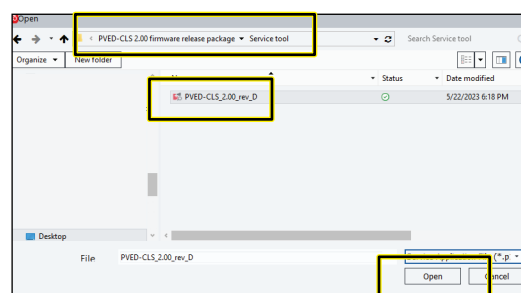 Open
PVED-CLS 2.00 firmware release package Service tool
Search Service tool
Organize New folder
Status Date modified
PVED-CLS_2.00_rev_D 5/22/2023 6:18 PM
Desktop
File PVED-CLS_2.00_rev_D (*.p
Open